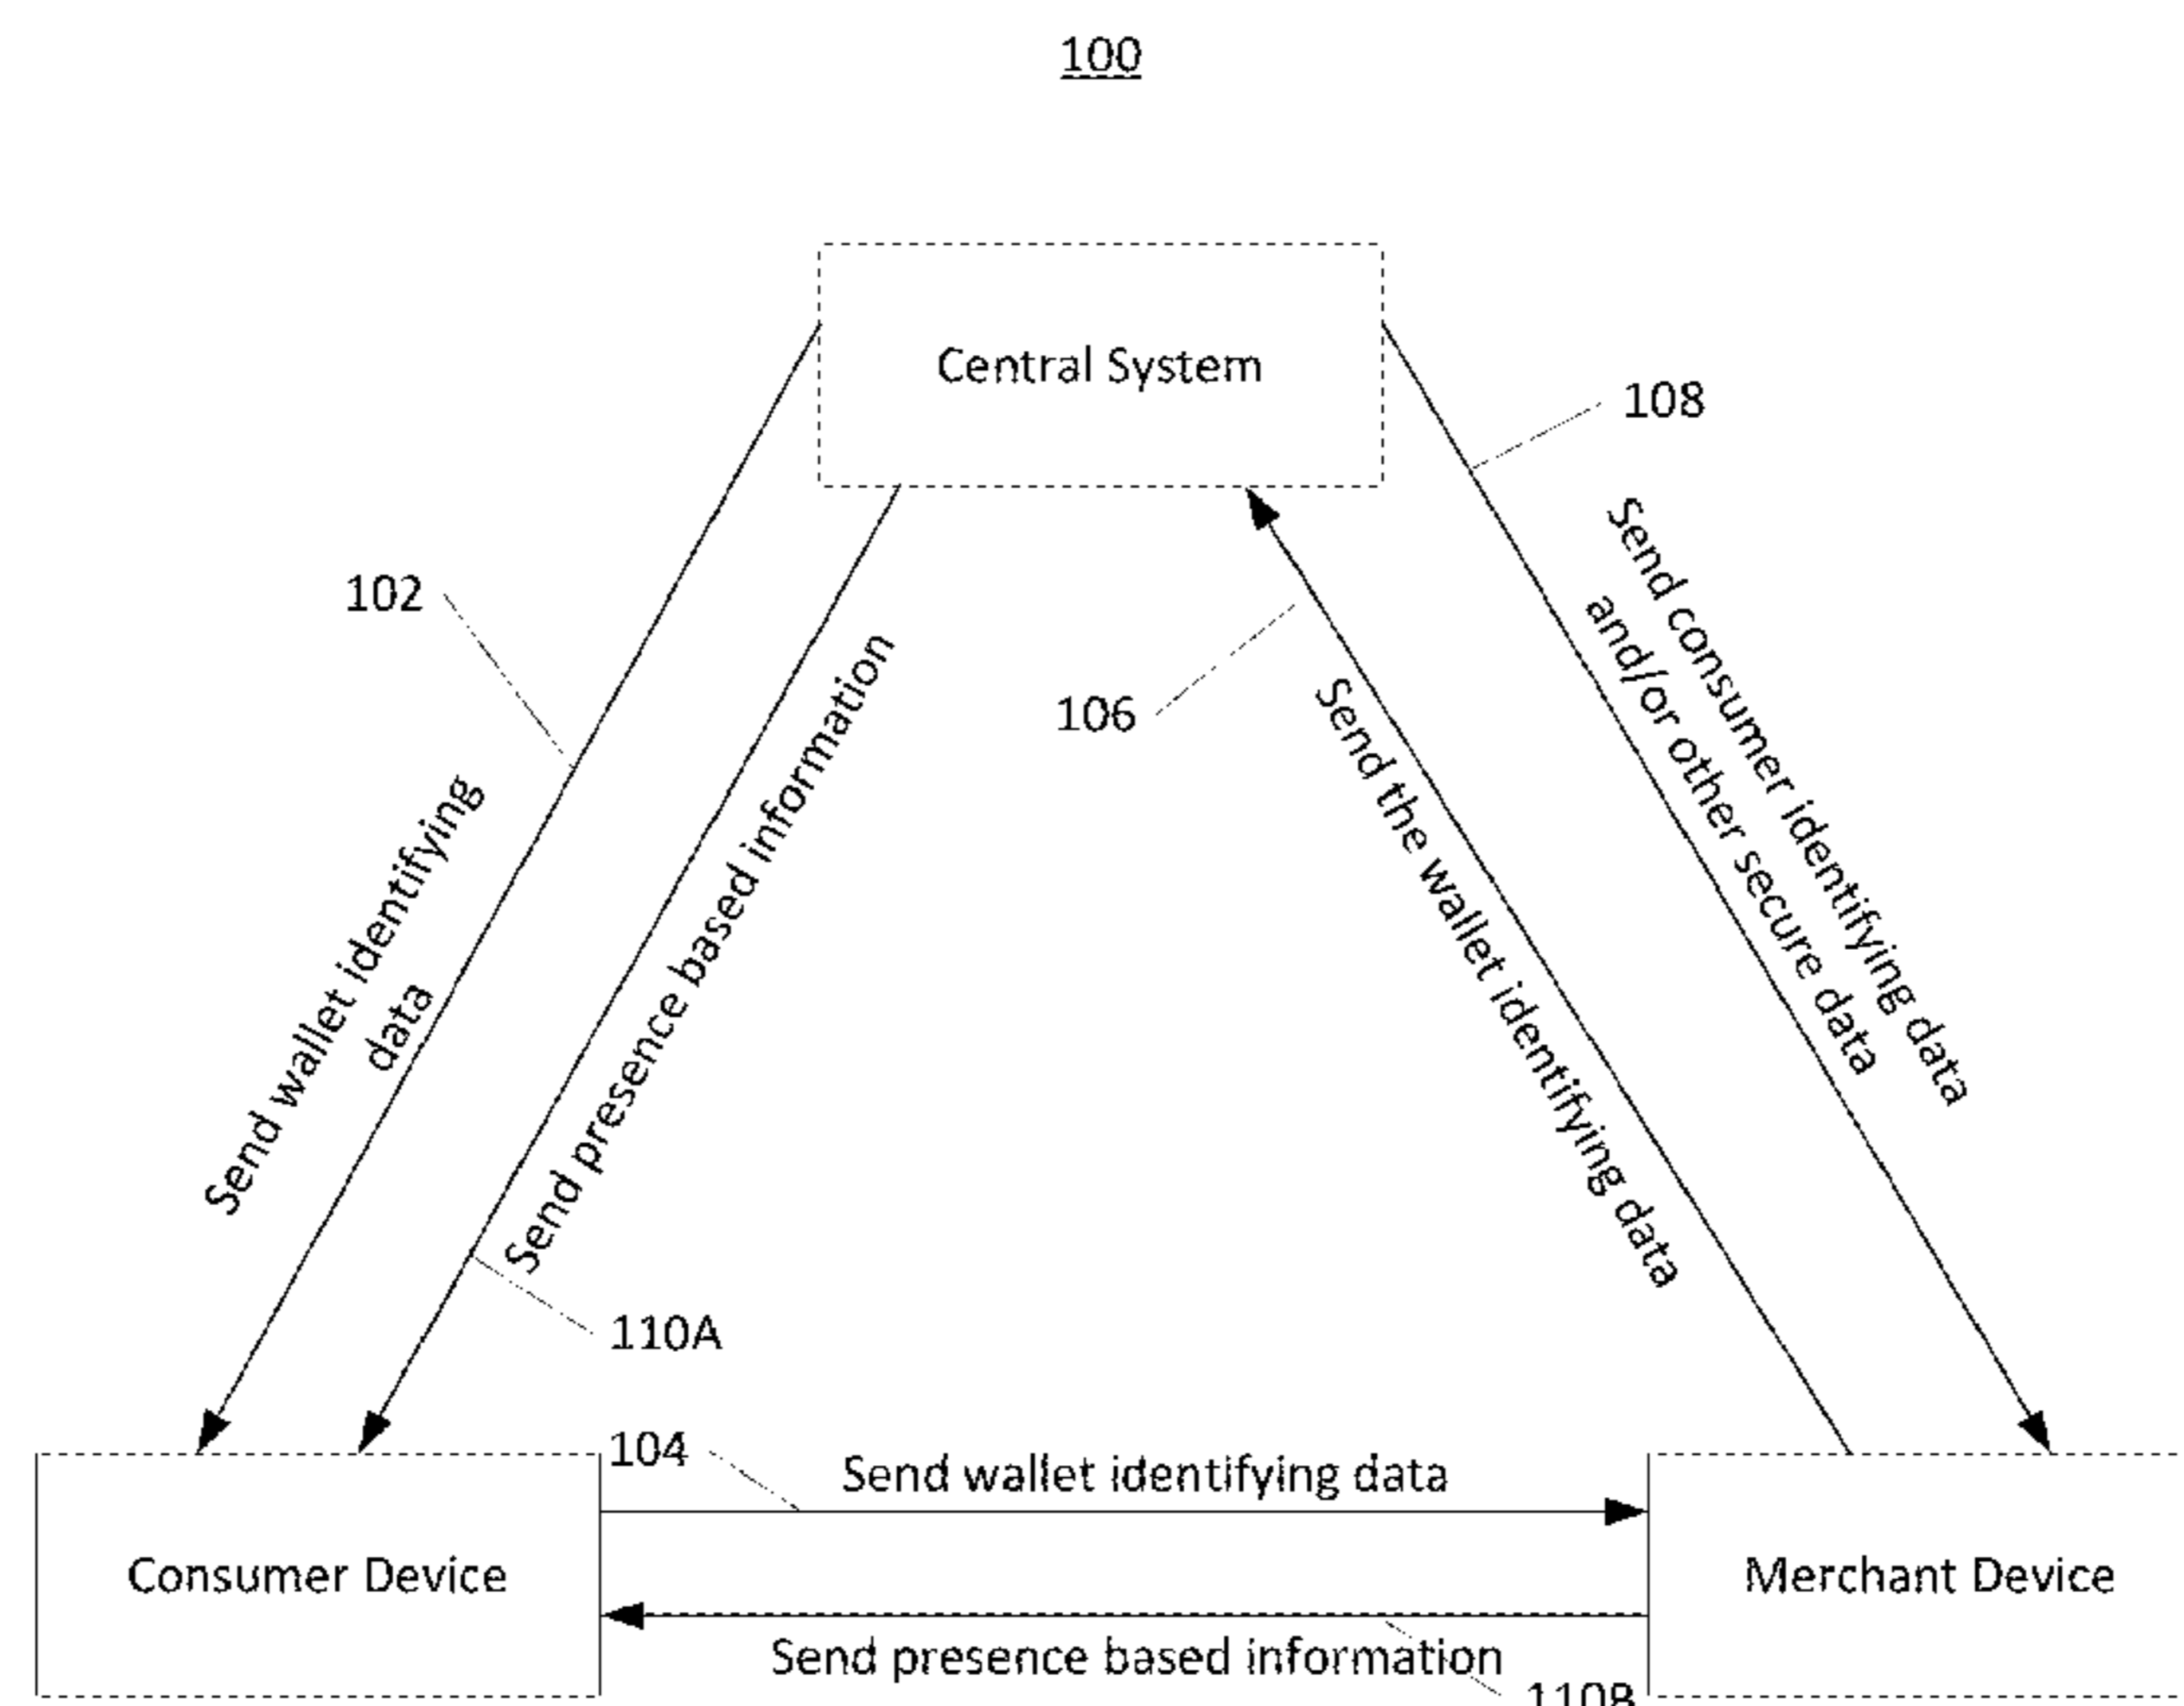 100
Central System
108
102
106
Send consumer identifying data
and/or other secure data
Send the wallet identifying data
Send presence based information
Send wallet identifying
data
110A
104
Send wallet identifying data
Consumer Device
Merchant Device
Send presence based information
110B